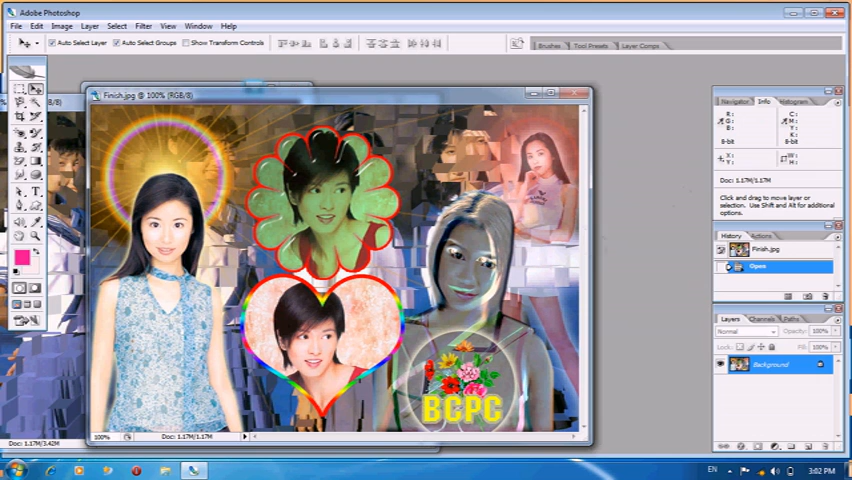 Adobe Photoshop
File Edit Image Layer Select Filter View Window Help
Auto Select Layer Auto Select Groups Show Transform Controls
Brushes Tool Presets Layer Comps
Finish.jpg @ 100% (RGB/8)
B/8)
BCPC
100% Doc: 1.17M/1.17M
Doc: 1.17M/3.42M
Navigator Info Histogram
R: C:
G: M:
B: Y:
K:
8-bit 8-bit
X: W:
Y: H:
Doc: 1.17M/1.17M
Click and drag to move layer or
selection. Use Shift and Alt for additional
options.
History Actions
Finish.jpg
Open
Layers Channels Paths
Normal Opacity: 100%
Lock: Fill: 100%
Background
EN 3:02 PM